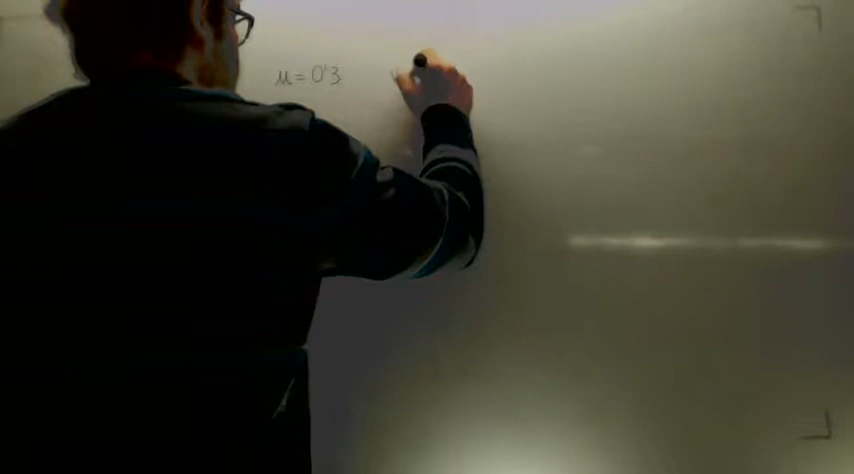 μ = 0'3